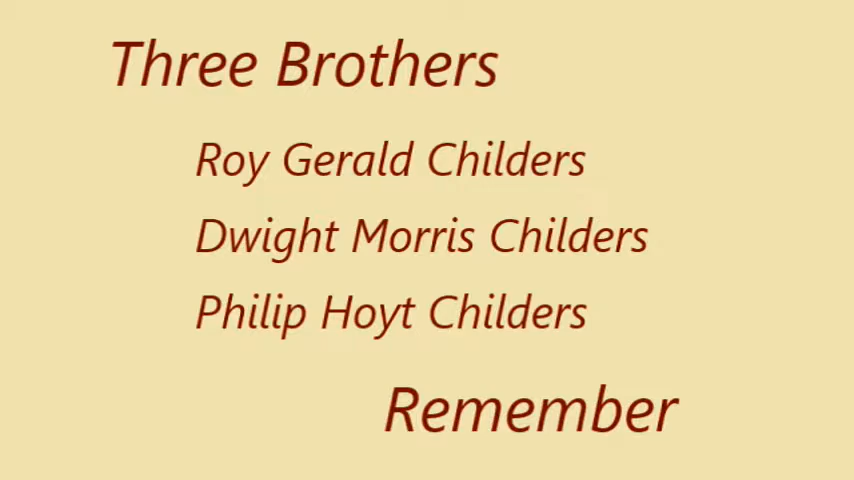 Three Brothers
Roy Gerald Childers
Dwight Morris Childers
Philip Hoyt Childers
Remember